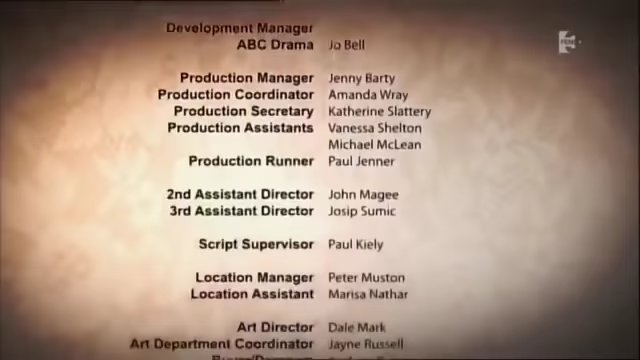 Development Manager
ABC Drama Jo Bell
Production Manager Jenny Barty
Production Coordinator Amanda Wray
Production Secretary Katherine Slattery
Production Assistants Vanessa Shelton
Michael McLean
Production Runner Paul Jenner
2nd Assistant Director John Magee
3rd Assistant Director Josip Sumic
Script Supervisor Paul Kiely
Location Manager Peter Muston
Location Assistant Marisa Nathar
Art Director Dale Mark
Art Department Coordinator Jayne Russell